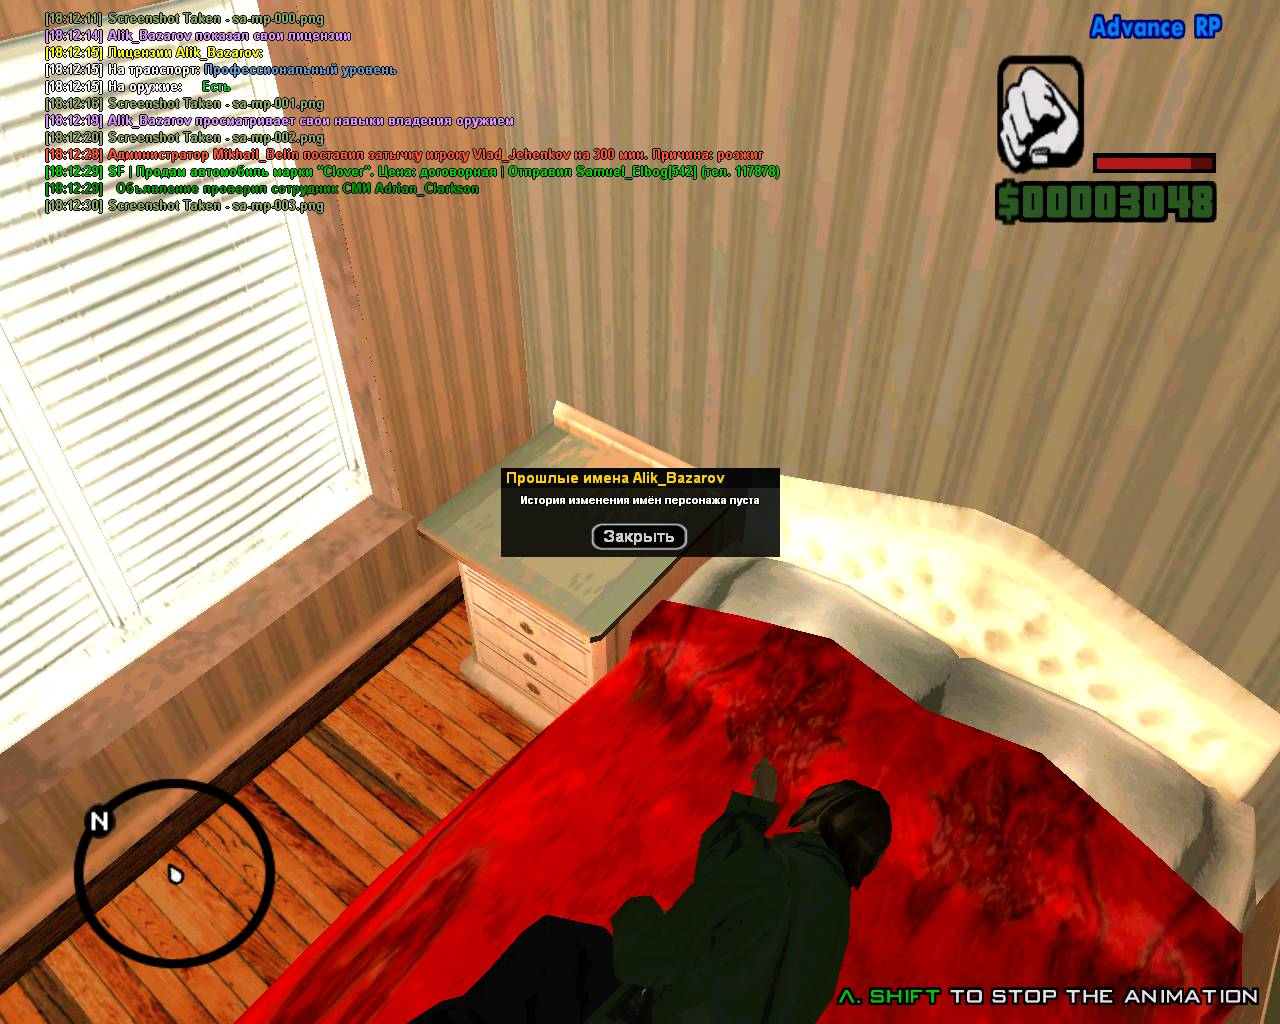 [18:12:11] Screenshot Taken - sa-mp-000.png
[18:12:14] Alik_Bazarov показал свои лицензии
[18:12:15] Лицензии Alik_Bazarov:
[18:12:15] На транспорт: Профессиональный уровень
[18:12:15] На оружие: Есть
[18:12:16] Screenshot Taken - sa-mp-001.png
[18:12:19] Alik_Bazarov просматривает свои навыки владения оружием
[18:12:20] Screenshot Taken - sa-mp-002.png
[18:12:28] Администратор Mikhail_Belin поставил затычку игроку Vlad_Jehenkov на 300 мин. Причина: розжиг
[18:12:29] SF | Продам автомобиль марки "Clover". Цена: договорная | Отправил Samuel_Elbog[542] (тел. 117878)
[18:12:29] Объявление проверил сотрудник СМИ Adrian_Clarkson
[18:12:30] Screenshot Taken - sa-mp-003.png
Advance RP
$00003048
Прошлые имена Alik_Bazarov
История изменения имён персонажа пуста
Закрыть
N
Λ. SHIFT TO STOP THE ANIMATION